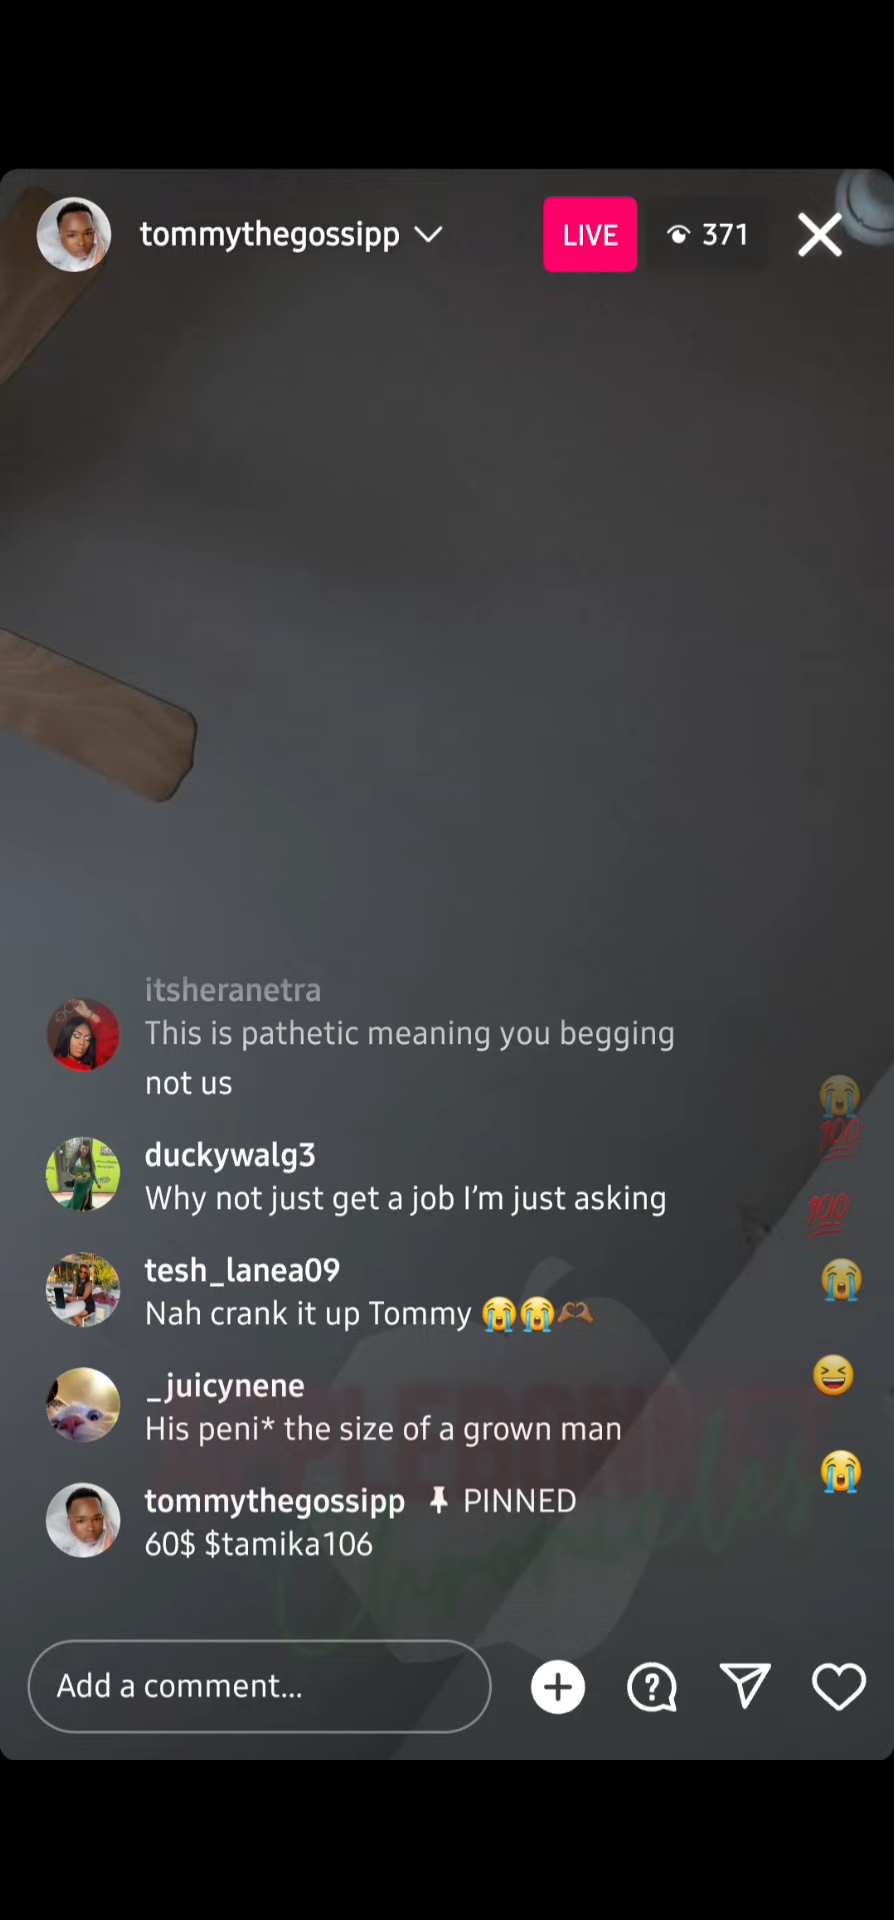 tommythegossipp
LIVE
371
itsheranetra
This is pathetic meaning you begging
not us
duckywalg3
Why not just get a job I’m just asking
tesh_lanea09
Nah crank it up Tommy 😭😭🫶🏾
_juicynene
His peni* the size of a grown man
tommythegossipp PINNED
60$ $tamika106
Add a comment...
💯
💯
Chronicles